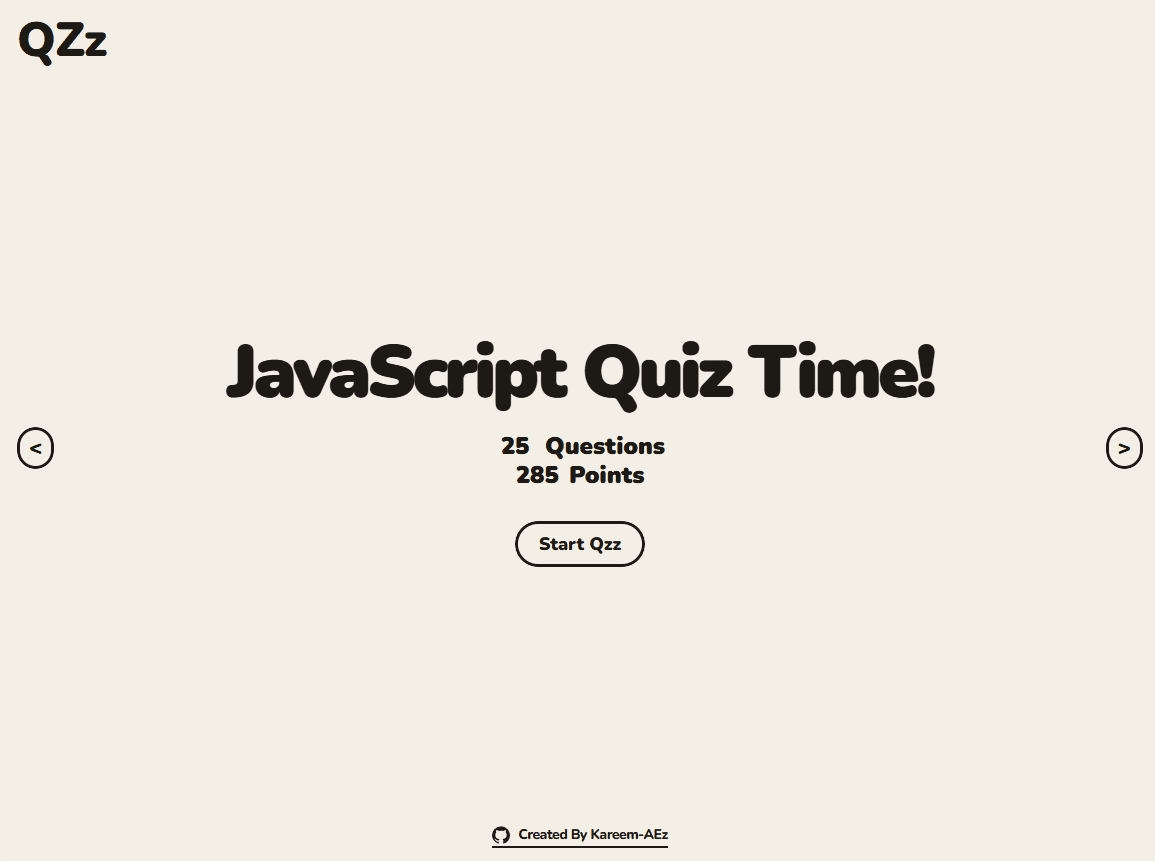 QZz
JavaScript Quiz Time!
25 Questions
285 Points
<
>
Start Qzz
Created By Kareem-AEz